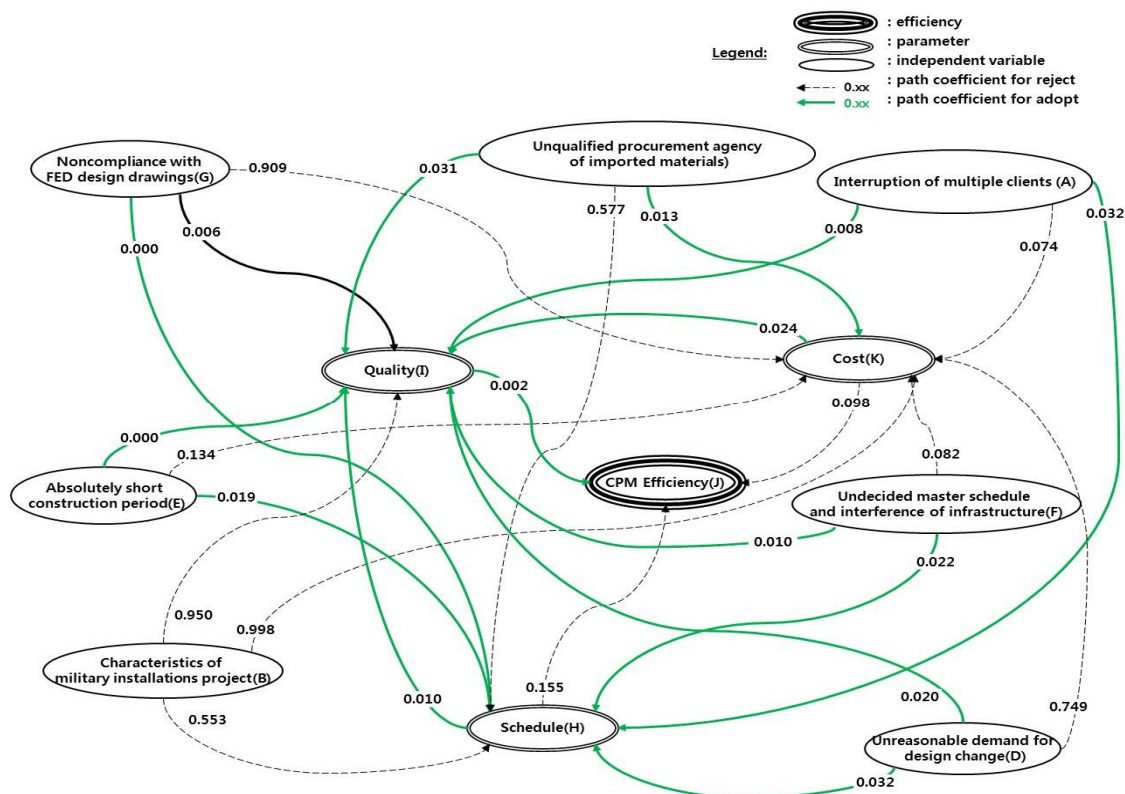 : efficiency
Legend:
: parameter
: independent variable
0.xx : path coefficient for reject
0.xx : path coefficient for adopt
Noncompliance with
FED design drawings(G)
0.909
Unqualified procurement agency
of imported materials)
0.031
0.577
0.013
Interruption of multiple clients (A)
0.032
0.008
0.074
0.006
0.000
0.024
Quality(I)
Cost(K)
0.002
0.098
0.000
0.134
0.082
Absolutely short
construction period(E)
0.019
CPM Efficiency(J)
Undecided master schedule
and interference of infrastructure(F)
0.010
0.022
0.950
0.998
Characteristics of
military installations project(B)
0.553
0.010
0.155
Schedule(H)
0.020
0.749
Unreasonable demand for
design change(D)
0.032